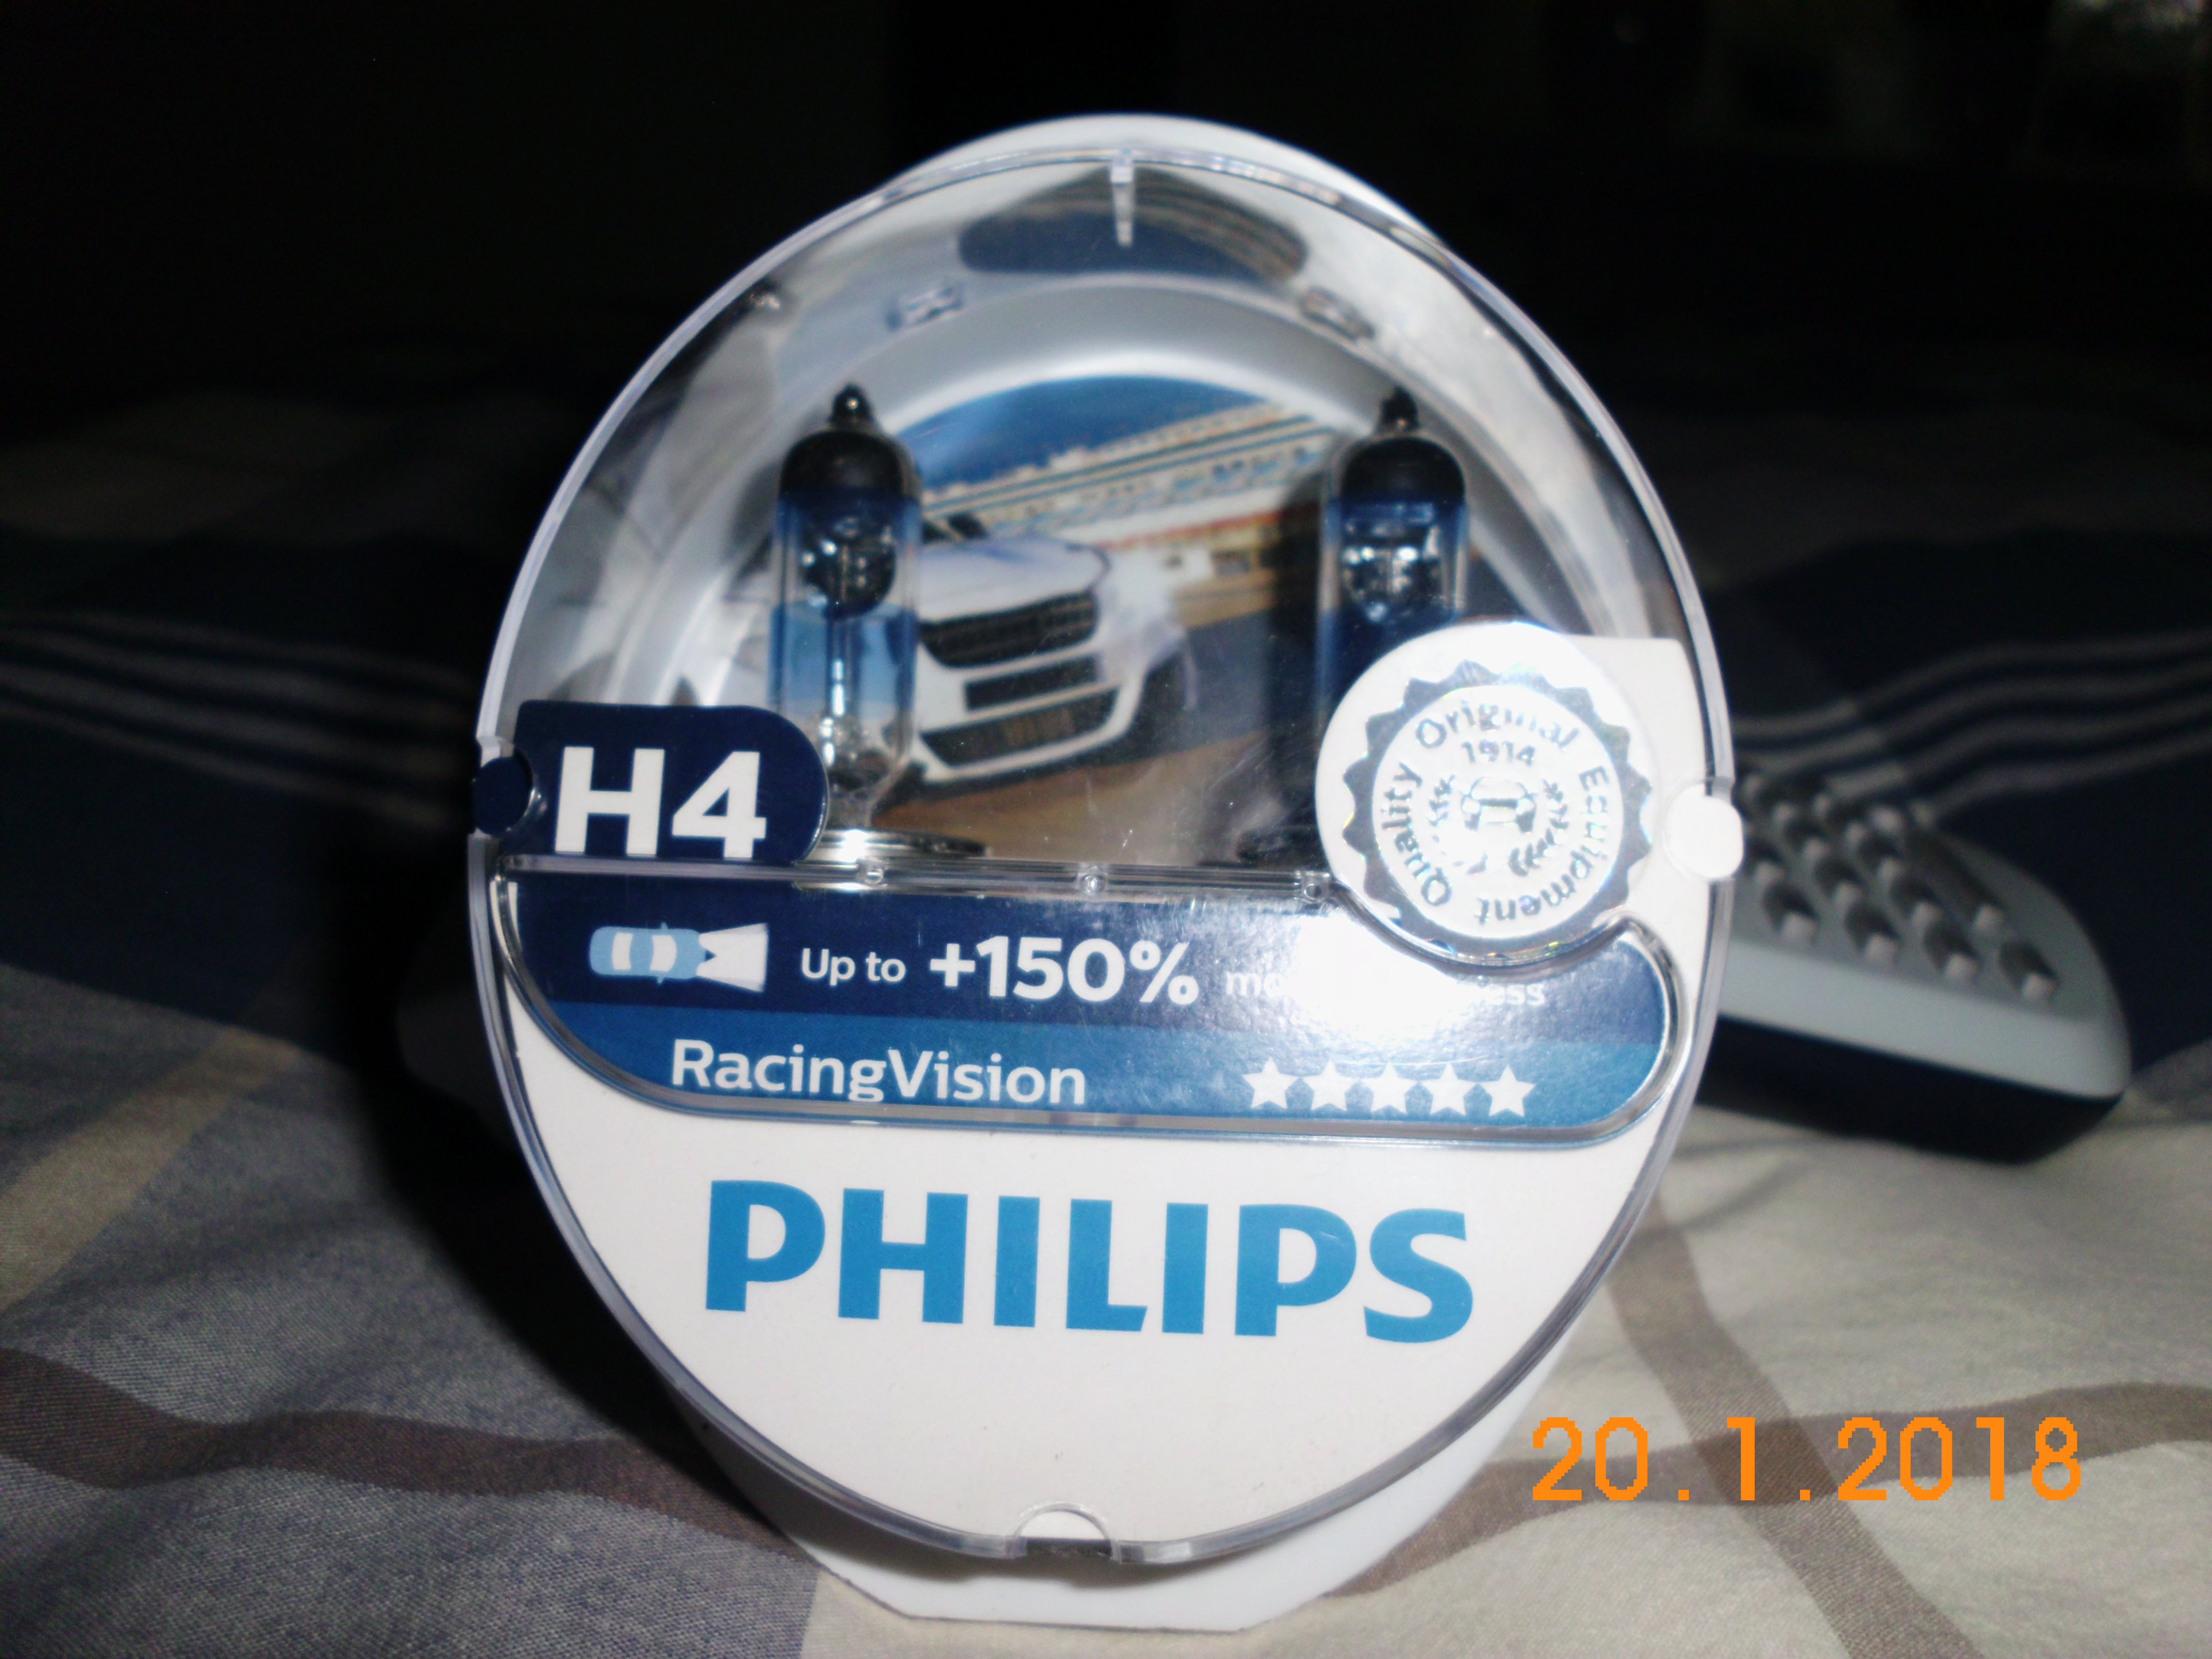 H4
Original
1914
Equipment
Quality
Up to +150%
RacingVision
PHILIPS
20.1.2018